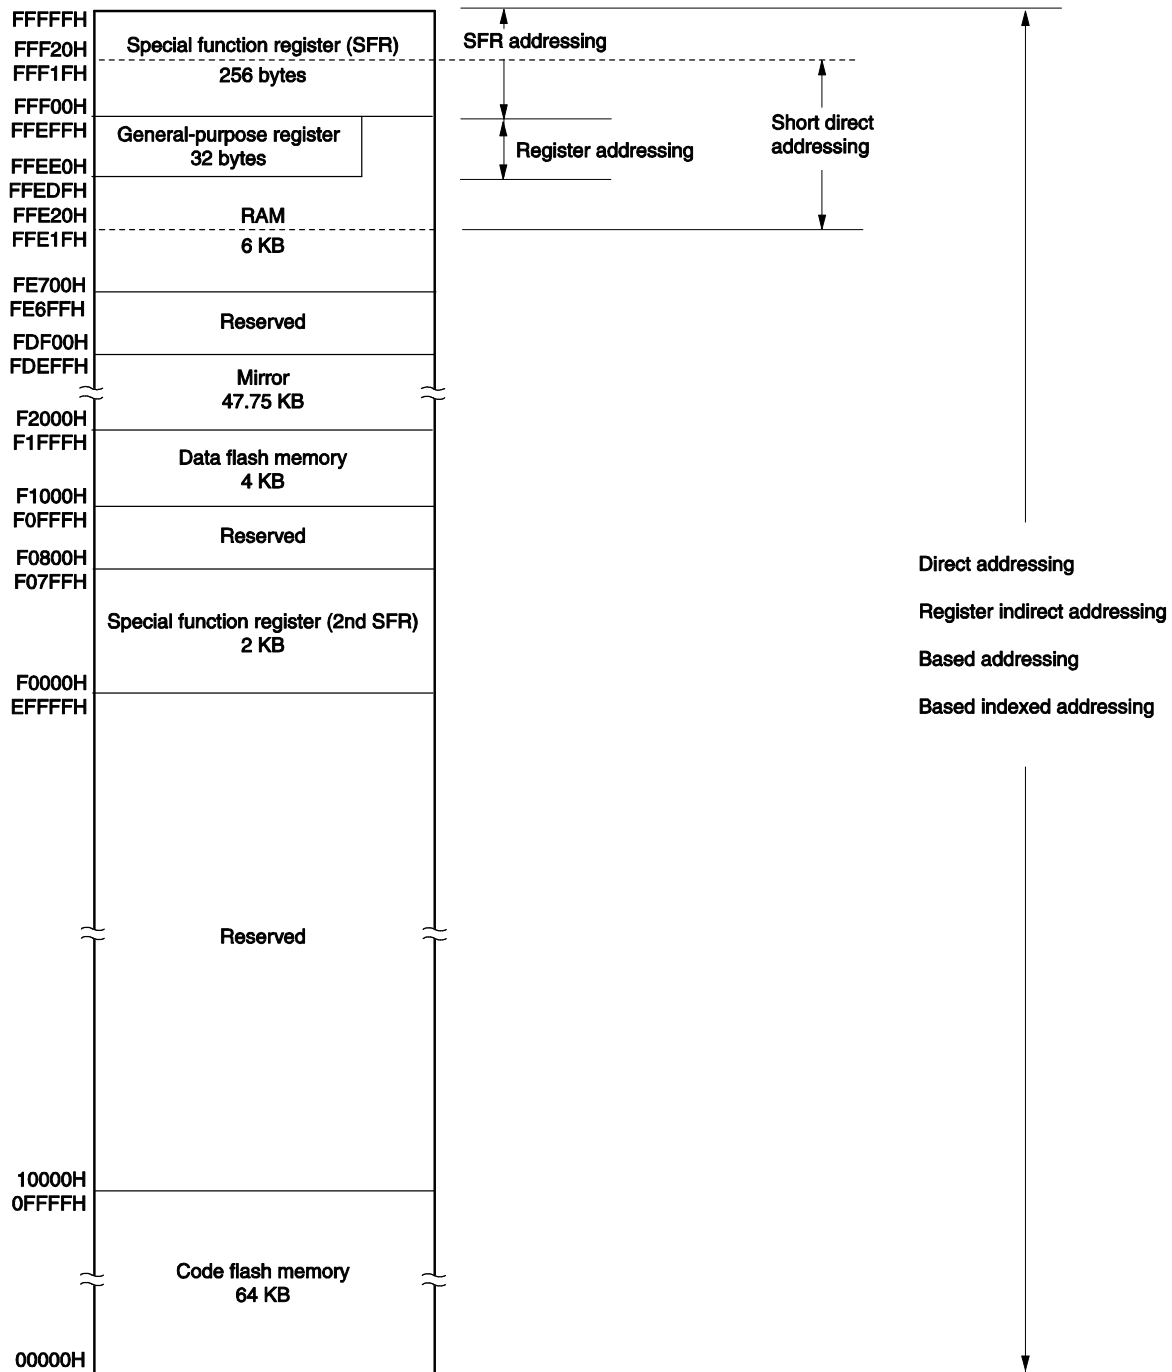 FFFFFH
Special function register (SFR)
256 bytes
SFR addressing
FFF20H
FFF1FH
FFF00H
FFEFFH
General-purpose register
32 bytes
Register addressing
Short direct
addressing
FFEE0H
FFEDFH
FFE20H
FFE1FH
RAM
6 KB
FE700H
FE6FFH
Reserved
FDF00H
FDEFFH
Mirror
47.75 KB
F2000H
F1FFFH
Data flash memory
4 KB
F1000H
F0FFFH
Reserved
F0800H
F07FFH
Special function register (2nd SFR)
2 KB
Direct addressing
Register indirect addressing
Based addressing
Based indexed addressing
F0000H
EFFFFH
Reserved
10000H
0FFFFH
Code flash memory
64 KB
00000H